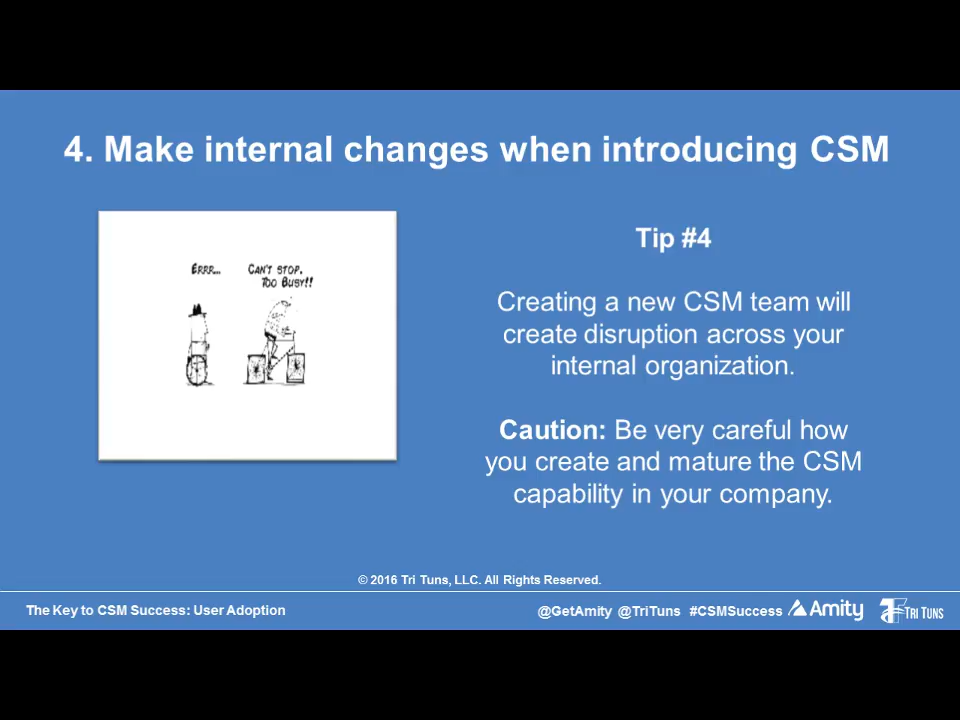 4. Make internal changes when introducing CSM
Errr...
Can't stop.
Too busy!!
Tip #4
Creating a new CSM team will
create disruption across your
internal organization.
Caution: Be very careful how
you create and mature the CSM
capability in your company.
© 2016 Tri Tuns, LLC. All Rights Reserved.
The Key to CSM Success: User Adoption
@GetAmity @TriTuns #CSMSuccess Amity TRI TUNS